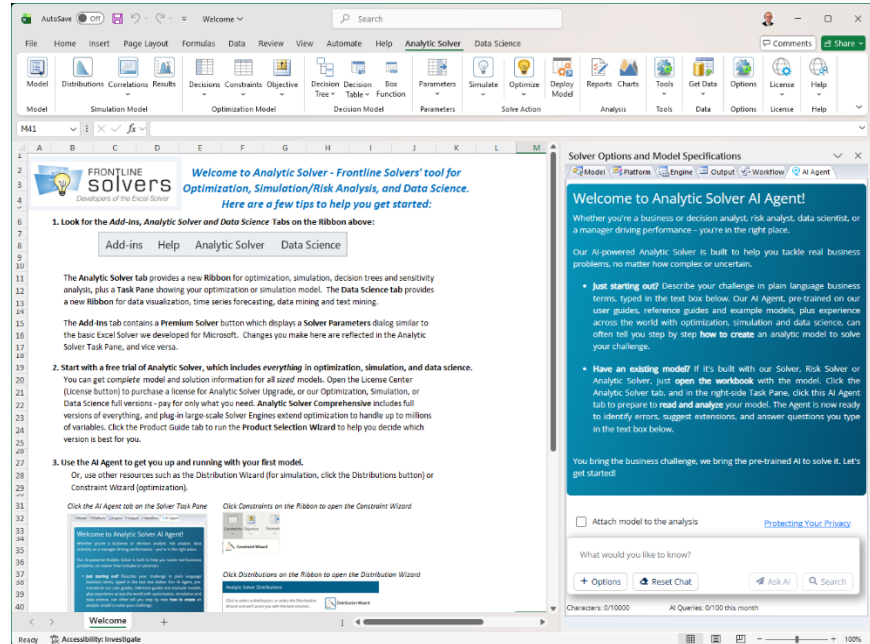 AutoSave Off Welcome Search
File Home Insert Page Layout Formulas Data Review View Automate Help Analytic Solver Data Science Comments Share
Model Distributions Correlations Results Decisions Constraints Objective Decision Tree Decision Table Box Function Parameters Simulate Optimize Deploy Model Reports Charts Tools Get Data Options License Help
Model Simulation Model Optimization Model Decision Model Parameters Solve Action Analysis Tools Data Options License Help
M41 fx
A B C D E F G H I J K L M
FRONTLINE
solvers
Developers of the Excel Solver
Welcome to Analytic Solver - Frontline Solvers' tool for
Optimization, Simulation/Risk Analysis, and Data Science.
Here are a few tips to help you get started:
1. Look for the Add-ins, Analytic Solver and Data Science Tabs on the Ribbon above:
Add-ins Help Analytic Solver Data Science
The Analytic Solver tab provides a new Ribbon for optimization, simulation, decision trees and sensitivity
analysis, plus a Task Pane showing your optimization or simulation model. The Data Science tab provides
a new Ribbon for data visualization, time series forecasting, data mining and text mining.
The Add-Ins tab contains a Premium Solver button which displays a Solver Parameters dialog similar to
the basic Excel Solver we developed for Microsoft. Changes you make here are reflected in the Analytic
Solver Task Pane, and vice versa.
2. Start with a free trial of Analytic Solver, which includes everything in optimization, simulation, and data science.
You can get complete model and solution information for all sized models. Open the License Center
(License button) to purchase a license for Analytic Solver Upgrade, or our Optimization, Simulation, or
Data Science full versions - pay for only what you need. Analytic Solver Comprehensive includes full
versions of everything, and plug-in large-scale Solver Engines extend optimization to handle up to millions
of variables. Click the Product Guide tab to run the Product Selection Wizard to help you decide which
version is best for you.
3. Use the AI Agent to get you up and running with your first model.
Or, use other resources such as the Distribution Wizard (for simulation, click the Distributions button) or
Constraint Wizard (optimization).
Click the AI Agent tab on the Solver Task Pane
Click Constraints on the Ribbon to open the Constraint Wizard
Constraint Wizard
Welcome to Analytic Solver AI Agent!
Click Distributions on the Ribbon to open the Distribution Wizard
Analytic Solver Distributions
Distribution Wizard
Solver Options and Model Specifications
Model Platform Engine Output Workflow AI Agent
Welcome to Analytic Solver AI Agent!
Whether you're a business or decision analyst, risk analyst, data scientist, or
a manager driving performance – you're in the right place.
Our AI-powered Analytic Solver is built to help you tackle real business
problems, no matter how complex or uncertain.
• Just starting out? Describe your challenge in plain language business
terms, typed in the text box below. Our AI Agent, pre-trained on our
user guides, reference guides and example models, plus experience
across the world with optimization, simulation and data science, can
often tell you step by step how to create an analytic model to solve
your challenge.
• Have an existing model? If it's built with our Solver, Risk Solver or
Analytic Solver, just open the workbook with the model. Click the
Analytic Solver tab, and in the right-side Task Pane, click this AI Agent
tab to prepare to read and analyze your model. The Agent is now ready
to identify errors, suggest extensions, and answer questions you type
in the text box below.
You bring the business challenge, we bring the pre-trained AI to solve it. Let's
get started!
Attach model to the analysis Protecting Your Privacy
What would you like to know?
+ Options Reset Chat Ask AI Search
Characters: 0/10000 AI Queries: 0/100 this month
Welcome +
Ready Accessibility: Investigate 100%